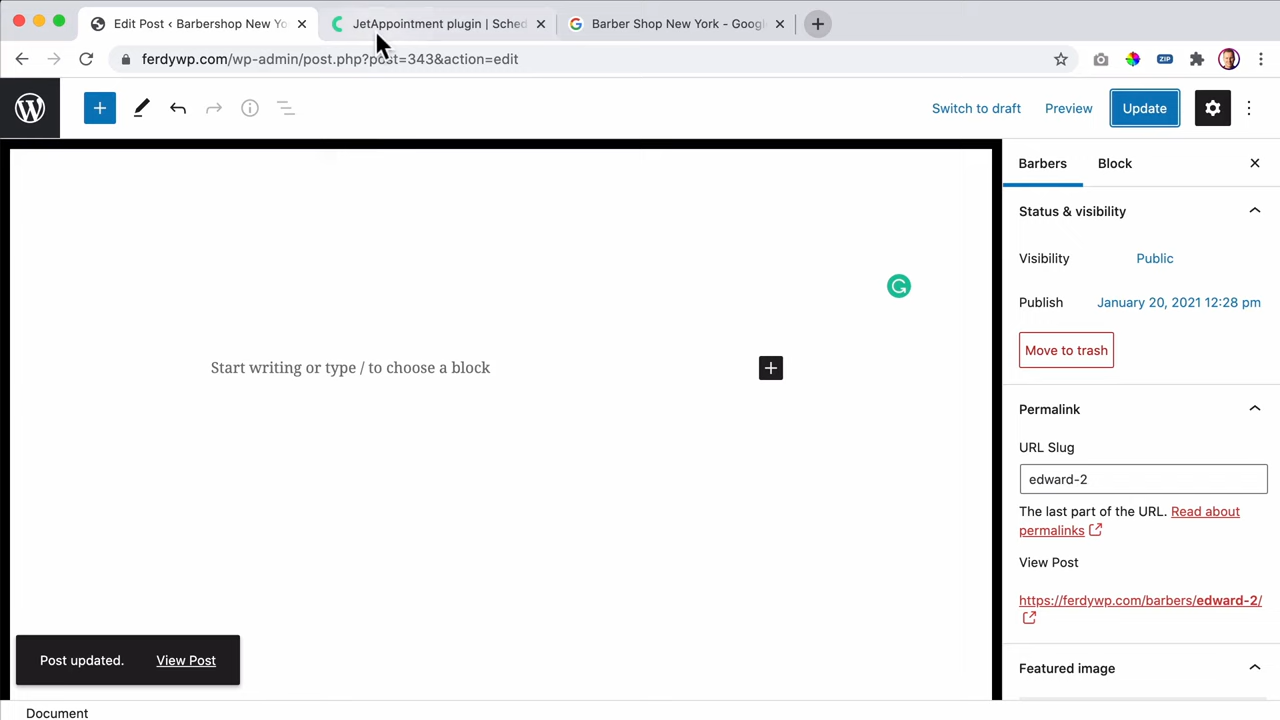 Edit Post ‹ Barbershop New Yo
JetAppointment plugin | Sched
Barber Shop New York - Google
ferdywp.com/wp-admin/post.php?post=343&action=edit
ZIP
Switch to draft
Preview
Update
Barbers
Block
Status & visibility
Visibility
Public
Publish
January 20, 2021 12:28 pm
Move to trash
Permalink
URL Slug
edward-2
The last part of the URL. Read about
permalinks
View Post
https://ferdywp.com/barbers/edward-2/
Featured image
Start writing or type / to choose a block
Post updated.
View Post
Document